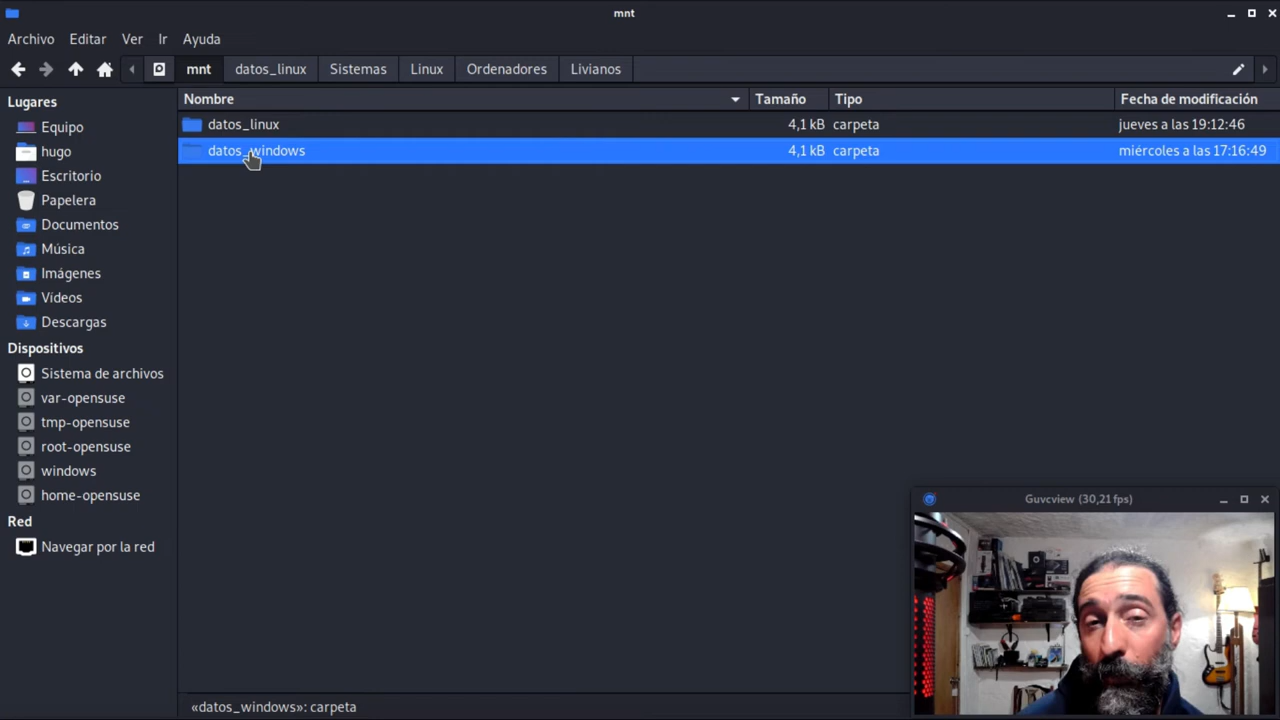 mnt
Archivo Editar Ver Ir Ayuda
mnt datos_linux Sistemas Linux Ordenadores Livianos
Lugares
Equipo
hugo
Escritorio
Papelera
Documentos
Música
Imágenes
Vídeos
Descargas
Dispositivos
Sistema de archivos
var-opensuse
tmp-opensuse
root-opensuse
windows
home-opensuse
Red
Navegar por la red
Nombre Tamaño Tipo Fecha de modificación
datos_linux 4,1 kB carpeta jueves a las 19:12:46
datos_windows 4,1 kB carpeta miércoles a las 17:16:49
«datos_windows»: carpeta
Guvcview (30,21 fps)